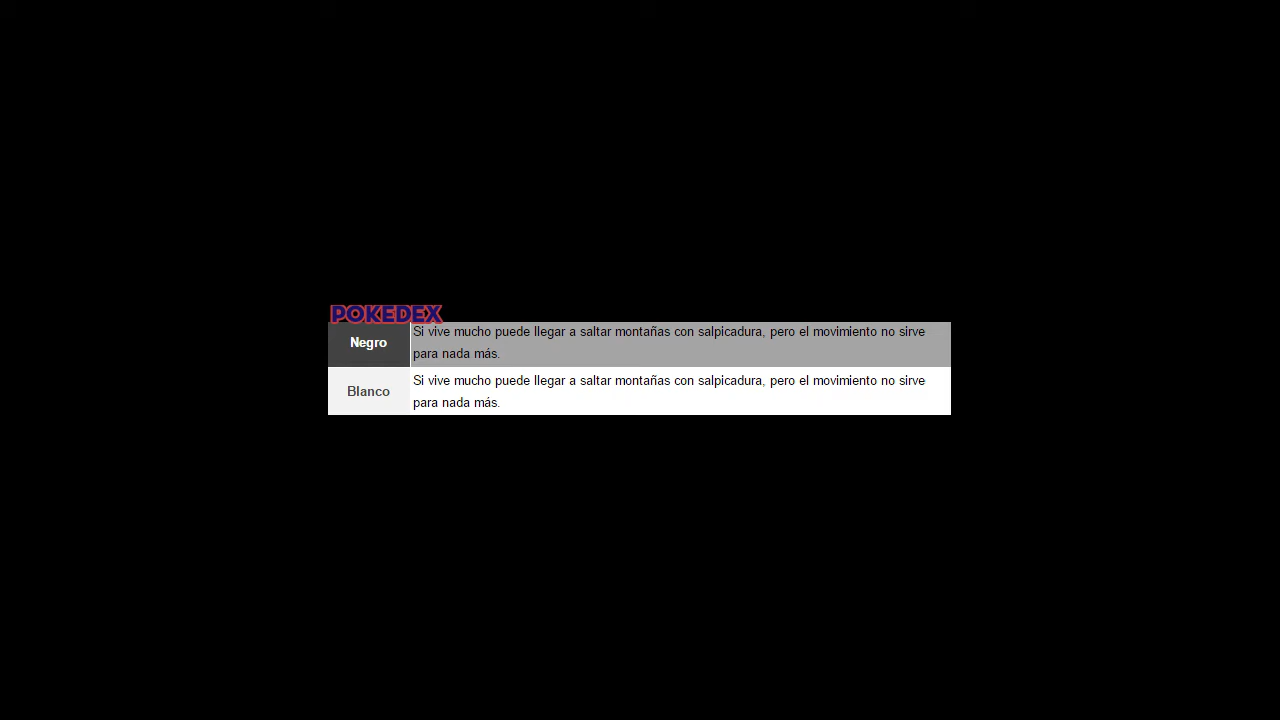 POKEDEX
Negro
Si vive mucho puede llegar a saltar montañas con salpicadura, pero el movimiento no sirve
para nada más.
Blanco
Si vive mucho puede llegar a saltar montañas con salpicadura, pero el movimiento no sirve
para nada más.